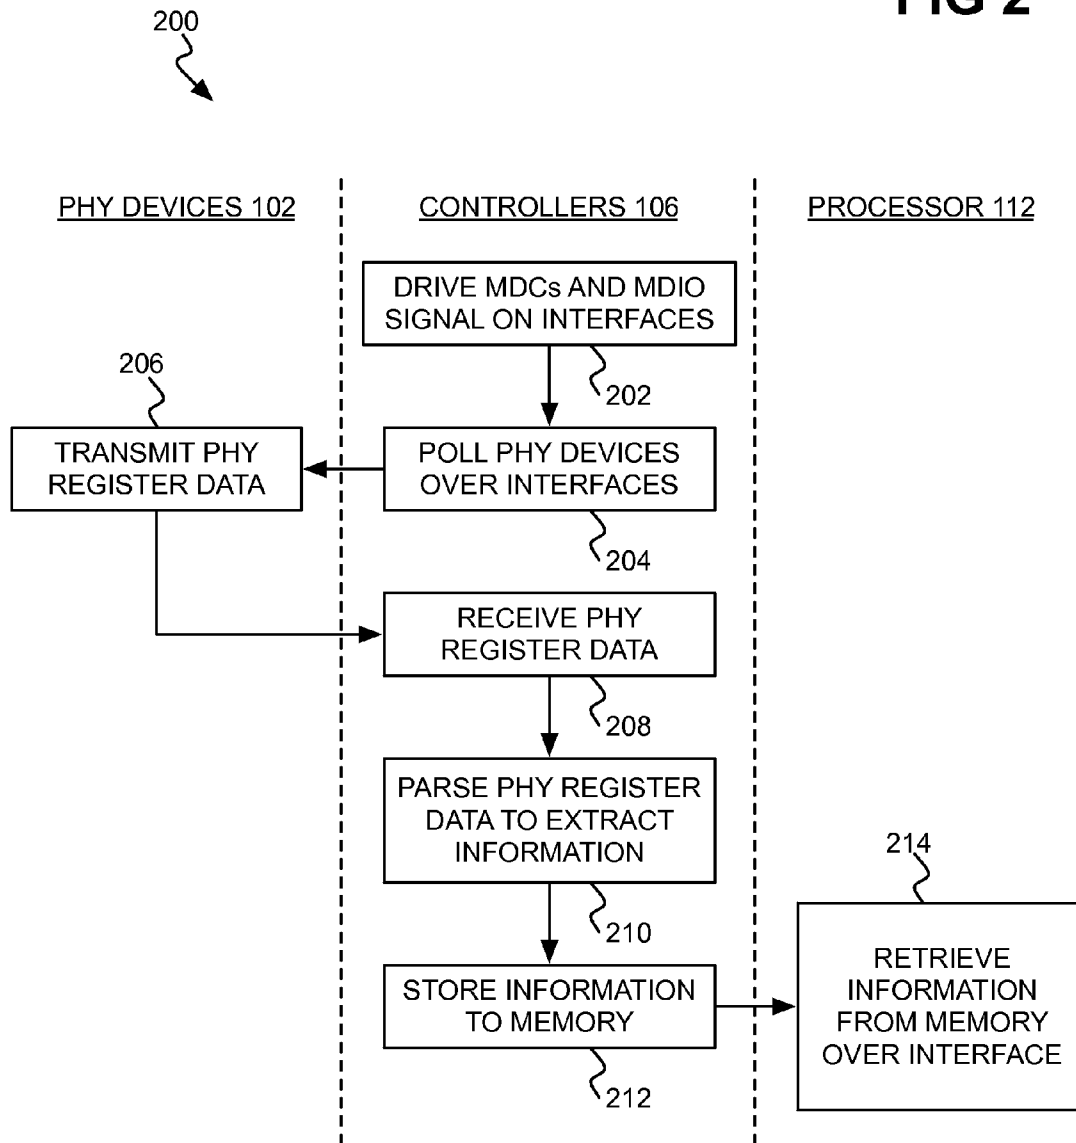 FIG 2
200
PHY DEVICES 102
CONTROLLERS 106
PROCESSOR 112
DRIVE MDCs AND MDIO
SIGNAL ON INTERFACES
202
206
TRANSMIT PHY
REGISTER DATA
POLL PHY DEVICES
OVER INTERFACES
204
RECEIVE PHY
REGISTER DATA
208
PARSE PHY REGISTER
DATA TO EXTRACT
INFORMATION
210
214
STORE INFORMATION
TO MEMORY
212
RETRIEVE
INFORMATION
FROM MEMORY
OVER INTERFACE